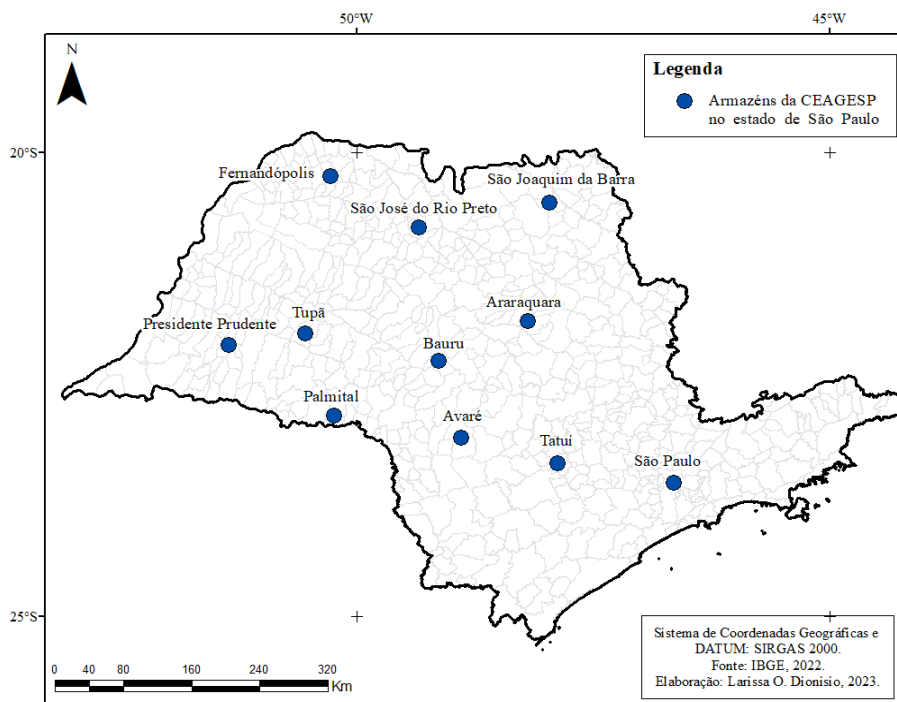 50°W
45°W
N
Legenda
Armazéns da CEAGESP
no estado de São Paulo
20°S
Fernandópolis
São Joaquim da Barra
São José do Rio Preto
Araraquara
Tupã
Presidente Prudente
Bauru
Palmital
Avaré
Tatuí
São Paulo
25°S
Sistema de Coordenadas Geográficas e
DATUM: SIRGAS 2000.
Fonte: IBGE, 2022.
Elaboração: Larissa O. Dionisio, 2023.
0 40 80 160 240 320
Km